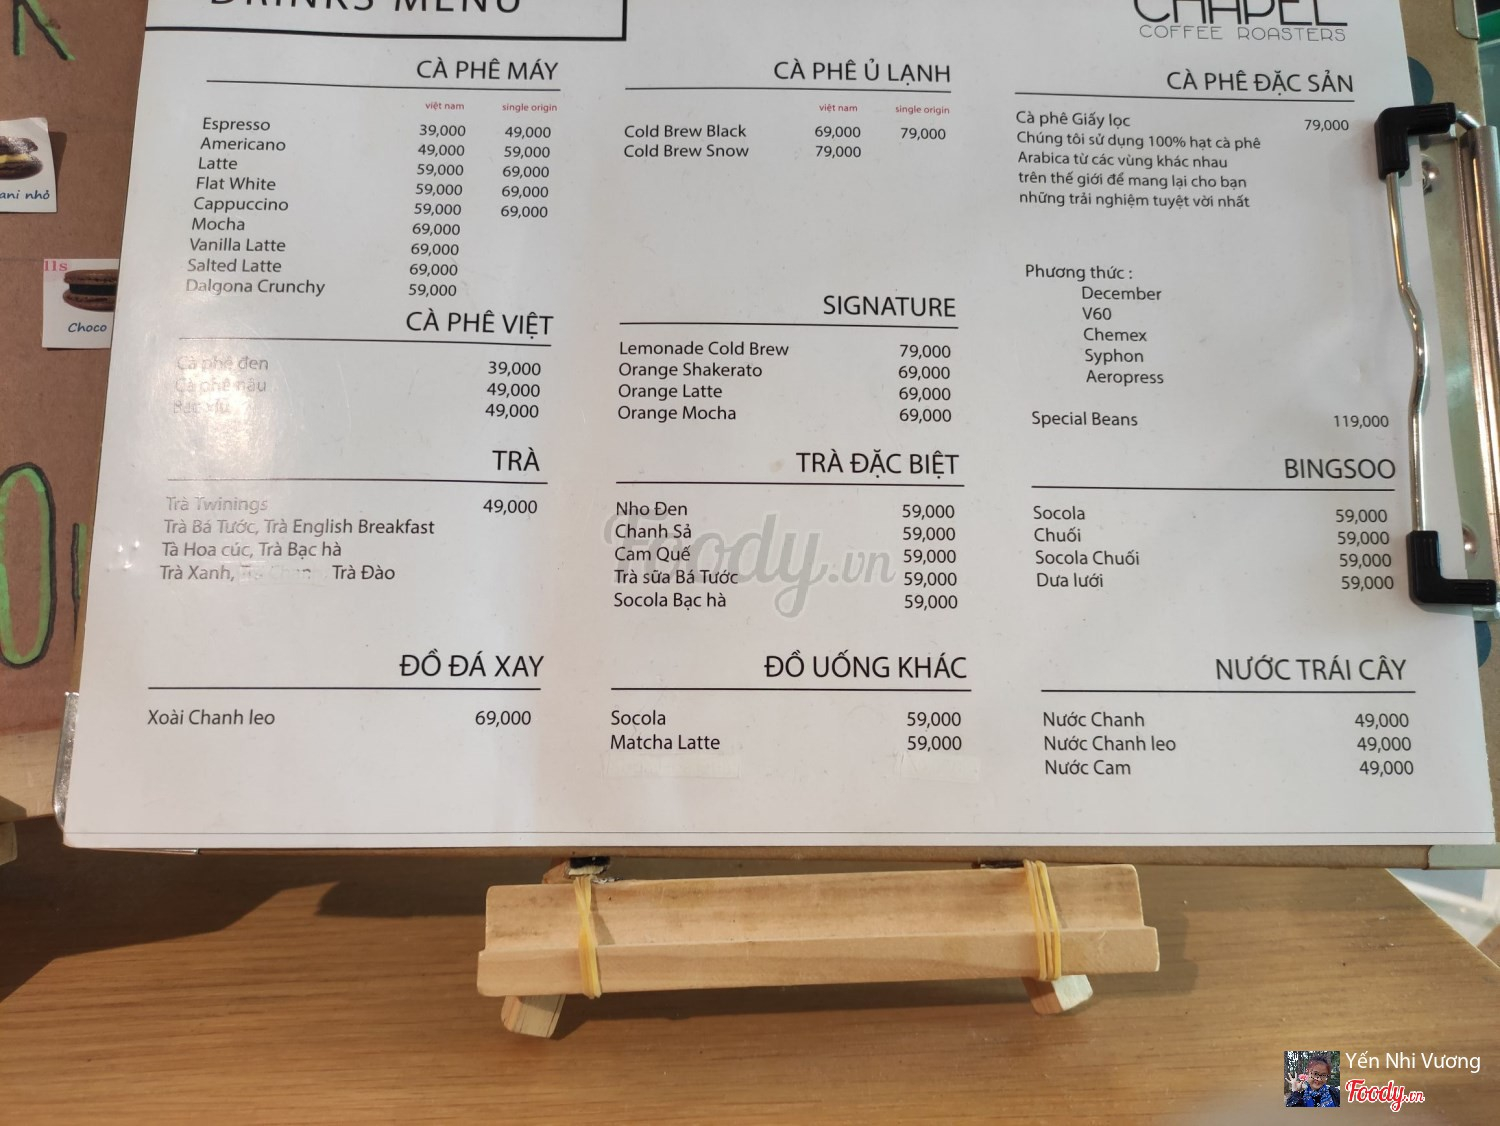 DRINKS MENU
CHAPEL
COFFEE ROASTERS
CÀ PHÊ MÁY
việt nam single origin
Espresso 39,000 49,000
Americano 49,000 59,000
Latte 59,000 69,000
Flat White 59,000 69,000
Cappuccino 59,000 69,000
Mocha 69,000
Vanilla Latte 69,000
Salted Latte 69,000
Dalgona Crunchy 59,000
CÀ PHÊ VIỆT
Cà phê đen 39,000
Cà phê nâu 49,000
Bạc xỉu 49,000
TRÀ
Trà Twinings 49,000
Trà Bá Tước, Trà English Breakfast
Tà Hoa cúc, Trà Bạc hà
Trà Xanh, Trà Đào
ĐỒ ĐÁ XAY
Xoài Chanh leo 69,000
CÀ PHÊ Ủ LẠNH
việt nam single origin
Cold Brew Black 69,000 79,000
Cold Brew Snow 79,000
SIGNATURE
Lemonade Cold Brew 79,000
Orange Shakerato 69,000
Orange Latte 69,000
Orange Mocha 69,000
TRÀ ĐẶC BIỆT
Nho Đen 59,000
Chanh Sả 59,000
Cam Quế 59,000
Trà sữa Bá Tước 59,000
Socola Bạc hà 59,000
ĐỒ UỐNG KHÁC
Socola 59,000
Matcha Latte 59,000
CÀ PHÊ ĐẶC SẢN
Cà phê Giấy lọc 79,000
Chúng tôi sử dụng 100% hạt cà phê
Arabica từ các vùng khác nhau
trên thế giới để mang lại cho bạn
những trải nghiệm tuyệt vời nhất
Phương thức :
December
V60
Chemex
Syphon
Aeropress
Special Beans 119,000
BINGSOO
Socola 59,000
Chuối 59,000
Socola Chuối 59,000
Dưa lưới 59,000
NƯỚC TRÁI CÂY
Nước Chanh 49,000
Nước Chanh leo 49,000
Nước Cam 49,000
ani nhỏ
11s
Choco
Foody.vn
Yến Nhi Vương
Foody.vn